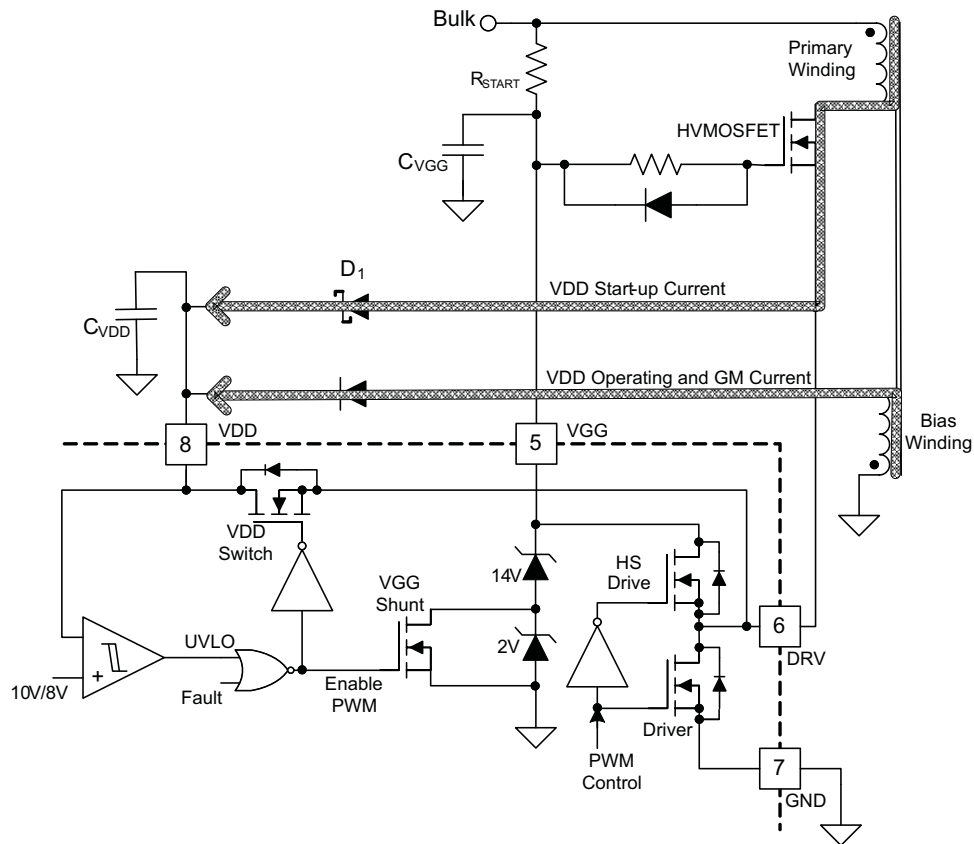 Bulk
Primary
Winding
RSTART
HVMOSFET
CVGG
D1
VDD Start-up Current
CVDD
VDD Operating and GM Current
8
VDD
5
VGG
Bias
Winding
VDD
Switch
VGG
Shunt
14V
HS
Drive
2V
6
DRV
UVLO
+
10V/8V
Fault
Enable
PWM
Driver
PWM
Control
7
GND